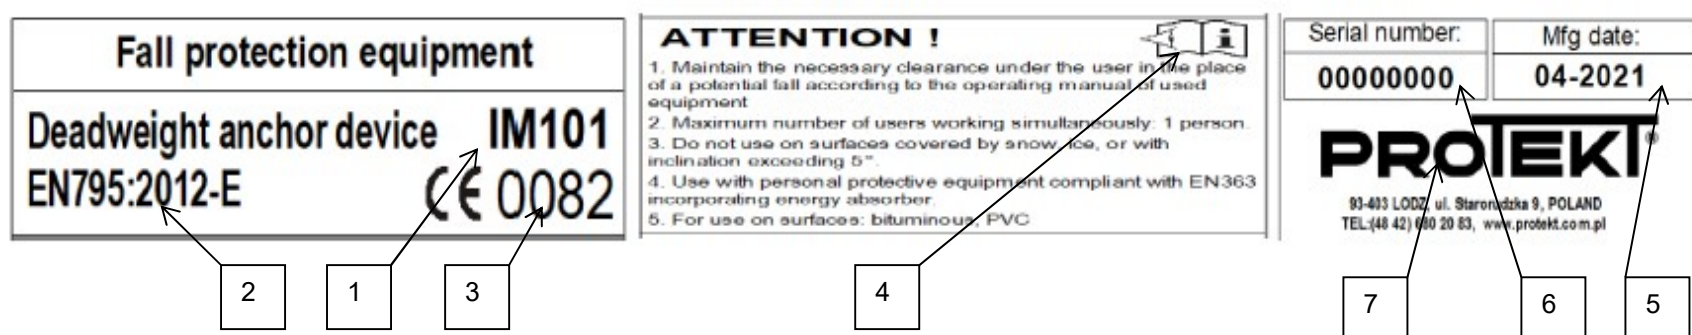 Fall protection equipment
Deadweight anchor device IM101
EN795:2012-E CE 0082
ATTENTION !
1. Maintain the necessary clearance under the user in the place
of a potential fall according to the operating manual of used
equipment
2. Maximum number of users working simultaneously: 1 person.
3. Do not use on surfaces covered by snow, ice, or with
inclination exceeding 5°.
4. Use with personal protective equipment compliant with EN363
incorporating energy absorber.
5. For use on surfaces: bituminous, PVC
Serial number:
00000000
Mfg date:
04-2021
PROTEKT®
93-403 LODZ, ul. Starorudzka 9, POLAND
TEL:(48 42) 680 20 83, www.protekt.com.pl
2
1
3
4
7
6
5